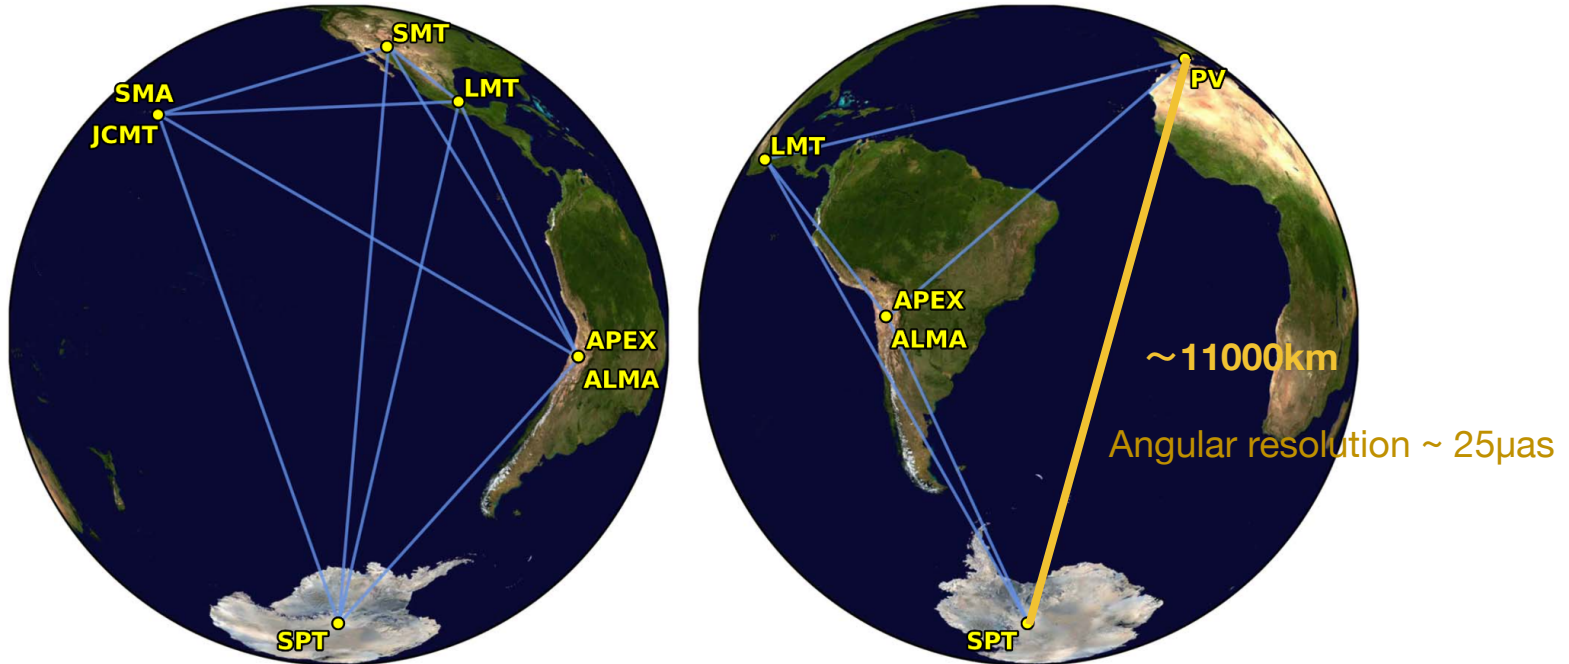 SMT
SMA
LMT
JCMT
APEX
ALMA
SPT
PV
LMT
APEX
ALMA
～11000km
Angular resolution ~ 25μas
SPT